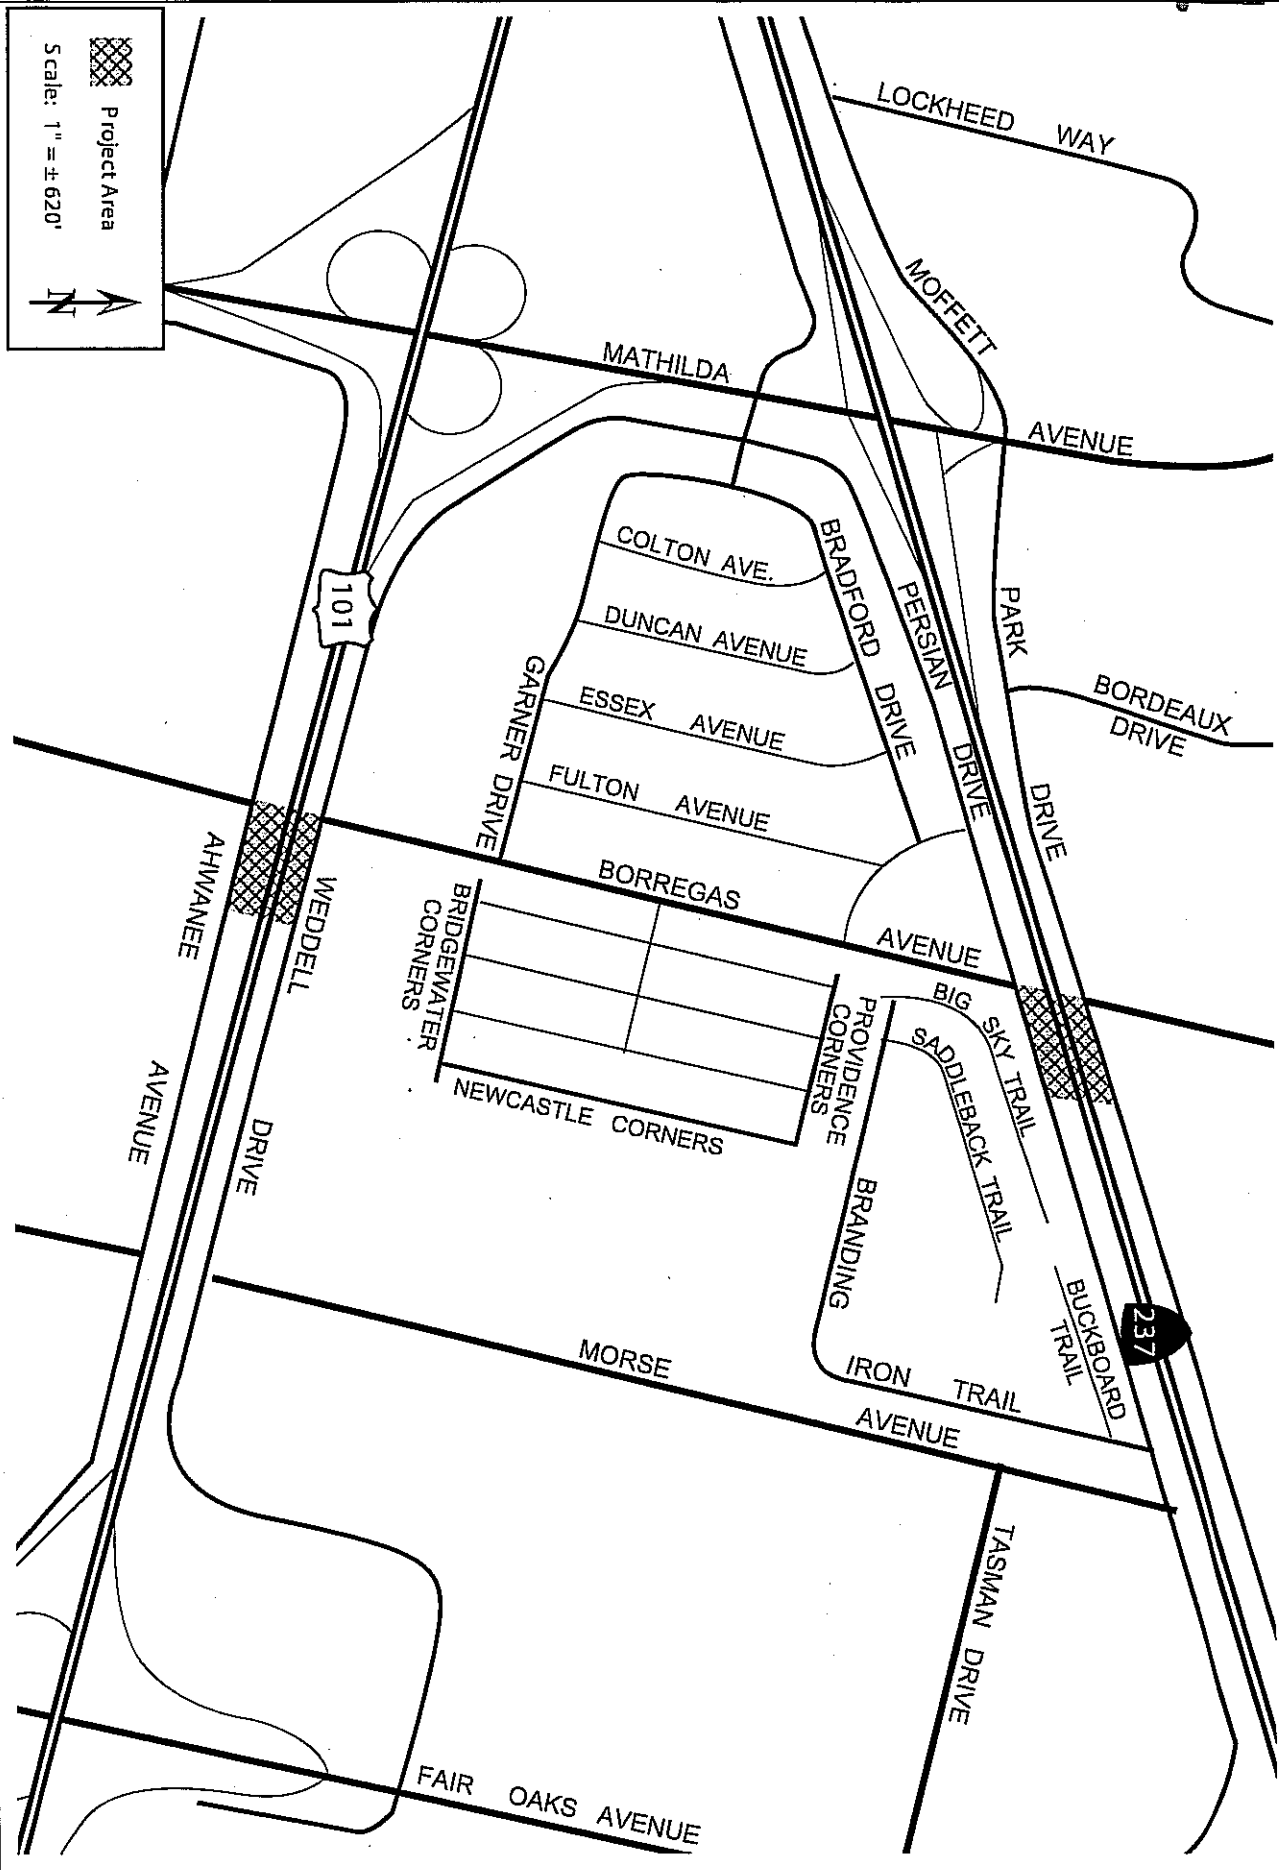 Project Area
Scale: 1" = ± 620'
N
LOCKHEED WAY
MOFFETT
PARK
DRIVE
MATHILDA
AVENUE
BORDEAUX
DRIVE
COLTON AVE.
DUNCAN AVENUE
ESSEX AVENUE
FULTON AVENUE
BRADFORD DRIVE
PERSIAN
DRIVE
GARNER DRIVE
101
BORREGAS
AVENUE
AHWANEE
AVENUE
WEDDELL
DRIVE
BRIDGEWATER
CORNERS
PROVIDENCE
CORNERS
NEWCASTLE CORNERS
BIG SKY TRAIL
SADDLEBACK TRAIL
BRANDING
IRON TRAIL
BUCKBOARD
TRAIL
237
MORSE
AVENUE
TASMAN DRIVE
FAIR OAKS AVENUE